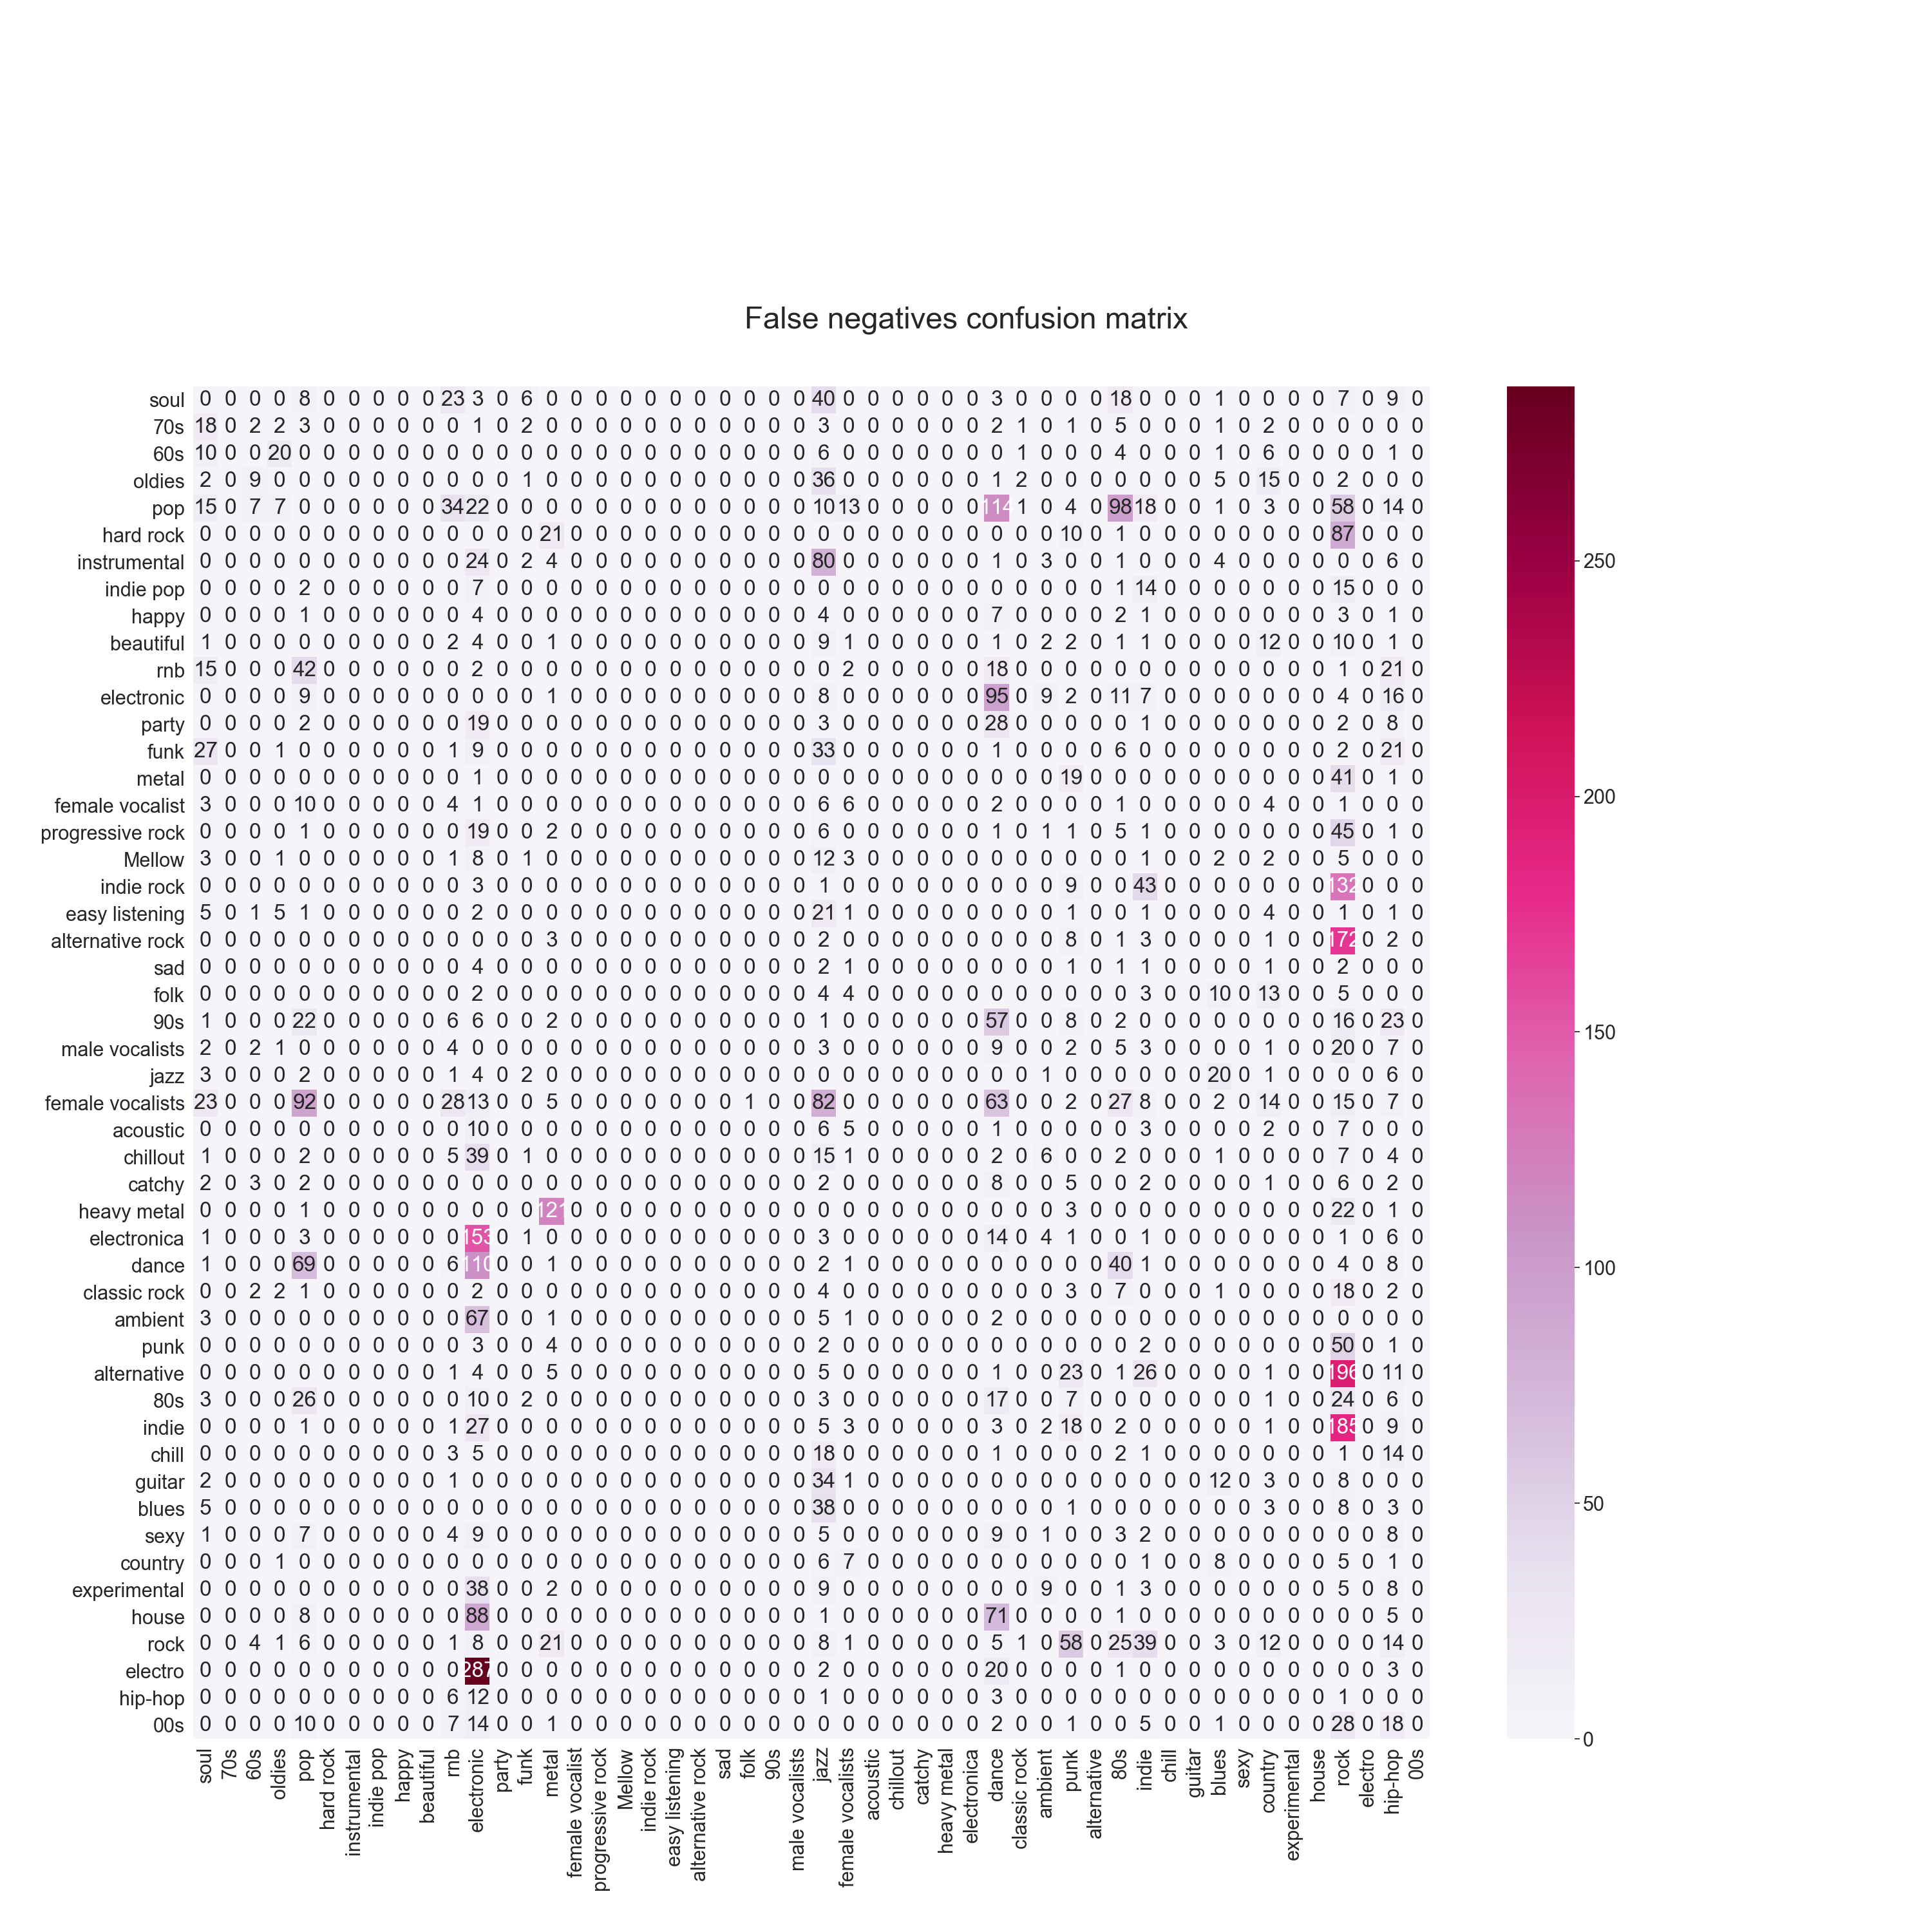 False negatives confusion matrix
soul 0 0 0 0 8 0 0 0 0 0 23 3 0 6 0 0 0 0 0 0 0 0 0 0 0 40 0 0 0 0 0 0 3 0 0 0 0 18 0 0 0 1 0 0 0 0 7 0 9 0
70s 18 0 2 2 3 0 0 0 0 0 0 1 0 2 0 0 0 0 0 0 0 0 0 0 0 3 0 0 0 0 0 0 2 1 0 1 0 5 0 0 0 1 0 2 0 0 0 0 0 0
60s 10 0 0 20 0 0 0 0 0 0 0 0 0 0 0 0 0 0 0 0 0 0 0 0 0 6 0 0 0 0 0 0 0 1 0 0 0 4 0 0 0 1 0 6 0 0 0 0 1 0
oldies 2 0 9 0 0 0 0 0 0 0 0 0 0 1 0 0 0 0 0 0 0 0 0 0 0 36 0 0 0 0 0 0 1 2 0 0 0 0 0 0 0 5 0 15 0 0 2 0 0 0
pop 15 0 7 7 0 0 0 0 0 0 34 22 0 0 0 0 0 0 0 0 0 0 0 0 0 10 13 0 0 0 0 0 114 1 0 4 0 98 18 0 0 1 0 3 0 0 58 0 14 0
hard rock 0 0 0 0 0 0 0 0 0 0 0 0 0 0 21 0 0 0 0 0 0 0 0 0 0 0 0 0 0 0 0 0 0 0 0 10 0 1 0 0 0 0 0 0 0 0 87 0 0 0
instrumental 0 0 0 0 0 0 0 0 0 0 0 24 0 2 4 0 0 0 0 0 0 0 0 0 0 80 0 0 0 0 0 0 1 0 3 0 0 1 0 0 0 4 0 0 0 0 0 0 6 0
indie pop 0 0 0 0 2 0 0 0 0 0 0 7 0 0 0 0 0 0 0 0 0 0 0 0 0 0 0 0 0 0 0 0 0 0 0 0 0 1 14 0 0 0 0 0 0 0 15 0 0 0
happy 0 0 0 0 1 0 0 0 0 0 0 4 0 0 0 0 0 0 0 0 0 0 0 0 0 4 0 0 0 0 0 0 7 0 0 0 0 2 1 0 0 0 0 0 0 0 3 0 1 0
beautiful 1 0 0 0 0 0 0 0 0 0 2 4 0 0 1 0 0 0 0 0 0 0 0 0 0 9 1 0 0 0 0 0 1 0 2 2 0 1 1 0 0 0 0 12 0 0 10 0 1 0
rnb 15 0 0 0 42 0 0 0 0 0 0 2 0 0 0 0 0 0 0 0 0 0 0 0 0 0 2 0 0 0 0 0 18 0 0 0 0 0 0 0 0 0 0 0 0 0 1 0 21 0
electronic 0 0 0 0 9 0 0 0 0 0 0 0 0 0 1 0 0 0 0 0 0 0 0 0 0 8 0 0 0 0 0 0 95 0 9 2 0 11 7 0 0 0 0 0 0 0 4 0 16 0
party 0 0 0 0 2 0 0 0 0 0 0 19 0 0 0 0 0 0 0 0 0 0 0 0 0 3 0 0 0 0 0 0 28 0 0 0 0 0 1 0 0 0 0 0 0 0 2 0 8 0
funk 27 0 0 1 0 0 0 0 0 0 1 9 0 0 0 0 0 0 0 0 0 0 0 0 0 33 0 0 0 0 0 0 1 0 0 0 0 6 0 0 0 0 0 0 0 0 2 0 21 0
metal 0 0 0 0 0 0 0 0 0 0 0 1 0 0 0 0 0 0 0 0 0 0 0 0 0 0 0 0 0 0 0 0 0 0 0 19 0 0 0 0 0 0 0 0 0 0 41 0 1 0
female vocalist 3 0 0 0 10 0 0 0 0 0 4 1 0 0 0 0 0 0 0 0 0 0 0 0 0 6 6 0 0 0 0 0 2 0 0 0 0 1 0 0 0 0 0 4 0 0 1 0 0 0
progressive rock 0 0 0 0 1 0 0 0 0 0 0 19 0 0 2 0 0 0 0 0 0 0 0 0 0 6 0 0 0 0 0 0 1 0 1 1 0 5 1 0 0 0 0 0 0 0 45 0 1 0
Mellow 3 0 0 1 0 0 0 0 0 0 1 8 0 1 0 0 0 0 0 0 0 0 0 0 0 12 3 0 0 0 0 0 0 0 0 0 0 0 1 0 0 2 0 2 0 0 5 0 0 0
indie rock 0 0 0 0 0 0 0 0 0 0 0 3 0 0 0 0 0 0 0 0 0 0 0 0 0 1 0 0 0 0 0 0 0 0 0 9 0 0 43 0 0 0 0 0 0 0 132 0 0 0
easy listening 5 0 1 5 1 0 0 0 0 0 0 2 0 0 0 0 0 0 0 0 0 0 0 0 0 21 1 0 0 0 0 0 0 0 0 1 0 0 1 0 0 0 0 4 0 0 1 0 1 0
alternative rock 0 0 0 0 0 0 0 0 0 0 0 0 0 0 3 0 0 0 0 0 0 0 0 0 0 2 0 0 0 0 0 0 0 0 0 8 0 1 3 0 0 0 0 1 0 0 172 0 2 0
sad 0 0 0 0 0 0 0 0 0 0 0 4 0 0 0 0 0 0 0 0 0 0 0 0 0 2 1 0 0 0 0 0 0 0 0 1 0 1 1 0 0 0 0 1 0 0 2 0 0 0
folk 0 0 0 0 0 0 0 0 0 0 0 2 0 0 0 0 0 0 0 0 0 0 0 0 0 4 4 0 0 0 0 0 0 0 0 0 0 0 3 0 0 10 0 13 0 0 5 0 0 0
90s 1 0 0 0 22 0 0 0 0 0 6 6 0 0 2 0 0 0 0 0 0 0 0 0 0 1 0 0 0 0 0 0 57 0 0 8 0 2 0 0 0 0 0 0 0 0 16 0 23 0
male vocalists 2 0 2 1 0 0 0 0 0 0 4 0 0 0 0 0 0 0 0 0 0 0 0 0 0 3 0 0 0 0 0 0 9 0 0 2 0 5 3 0 0 0 0 1 0 0 20 0 7 0
jazz 3 0 0 0 2 0 0 0 0 0 1 4 0 2 0 0 0 0 0 0 0 0 0 0 0 0 0 0 0 0 0 0 0 0 1 0 0 0 0 0 0 20 0 1 0 0 0 0 6 0
female vocalists 23 0 0 0 92 0 0 0 0 0 28 13 0 0 5 0 0 0 0 0 0 0 1 0 0 82 0 0 0 0 0 0 63 0 0 2 0 27 8 0 0 2 0 14 0 0 15 0 7 0
acoustic 0 0 0 0 0 0 0 0 0 0 0 10 0 0 0 0 0 0 0 0 0 0 0 0 0 6 5 0 0 0 0 0 1 0 0 0 0 0 3 0 0 0 0 2 0 0 7 0 0 0
chillout 1 0 0 0 2 0 0 0 0 0 5 39 0 1 0 0 0 0 0 0 0 0 0 0 0 15 1 0 0 0 0 0 2 0 6 0 0 2 0 0 0 1 0 0 0 0 7 0 4 0
catchy 2 0 3 0 2 0 0 0 0 0 0 0 0 0 0 0 0 0 0 0 0 0 0 0 0 2 0 0 0 0 0 0 8 0 0 5 0 0 2 0 0 0 0 1 0 0 6 0 2 0
heavy metal 0 0 0 0 1 0 0 0 0 0 0 0 0 0 121 0 0 0 0 0 0 0 0 0 0 0 0 0 0 0 0 0 0 0 0 3 0 0 0 0 0 0 0 0 0 0 22 0 1 0
electronica 1 0 0 0 3 0 0 0 0 0 0 153 0 1 0 0 0 0 0 0 0 0 0 0 0 3 0 0 0 0 0 0 14 0 4 1 0 0 1 0 0 0 0 0 0 0 1 0 6 0
dance 1 0 0 0 69 0 0 0 0 0 6 110 0 0 1 0 0 0 0 0 0 0 0 0 0 2 1 0 0 0 0 0 0 0 0 0 0 40 1 0 0 0 0 0 0 0 4 0 8 0
classic rock 0 0 2 2 1 0 0 0 0 0 0 2 0 0 0 0 0 0 0 0 0 0 0 0 0 4 0 0 0 0 0 0 0 0 0 3 0 7 0 0 0 1 0 0 0 0 18 0 2 0
ambient 3 0 0 0 0 0 0 0 0 0 0 67 0 0 1 0 0 0 0 0 0 0 0 0 0 5 1 0 0 0 0 0 2 0 0 0 0 0 0 0 0 0 0 0 0 0 0 0 0 0
punk 0 0 0 0 0 0 0 0 0 0 0 3 0 0 4 0 0 0 0 0 0 0 0 0 0 2 0 0 0 0 0 0 0 0 0 0 0 0 2 0 0 0 0 0 0 0 50 0 1 0
alternative 0 0 0 0 0 0 0 0 0 0 1 4 0 0 5 0 0 0 0 0 0 0 0 0 0 5 0 0 0 0 0 0 1 0 0 23 0 1 26 0 0 0 0 1 0 0 196 0 11 0
80s 3 0 0 0 26 0 0 0 0 0 0 10 0 2 0 0 0 0 0 0 0 0 0 0 0 3 0 0 0 0 0 0 17 0 0 7 0 0 0 0 0 0 0 1 0 0 24 0 6 0
indie 0 0 0 0 1 0 0 0 0 0 1 27 0 0 0 0 0 0 0 0 0 0 0 0 0 5 3 0 0 0 0 0 3 0 2 18 0 2 0 0 0 0 0 1 0 0 185 0 9 0
chill 0 0 0 0 0 0 0 0 0 0 3 5 0 0 0 0 0 0 0 0 0 0 0 0 0 18 0 0 0 0 0 0 1 0 0 0 0 2 1 0 0 0 0 0 0 0 1 0 14 0
guitar 2 0 0 0 0 0 0 0 0 0 1 0 0 0 0 0 0 0 0 0 0 0 0 0 0 34 1 0 0 0 0 0 0 0 0 0 0 0 0 0 0 12 0 3 0 0 8 0 0 0
blues 5 0 0 0 0 0 0 0 0 0 0 0 0 0 0 0 0 0 0 0 0 0 0 0 0 38 0 0 0 0 0 0 0 0 0 1 0 0 0 0 0 0 0 3 0 0 8 0 3 0
sexy 1 0 0 0 7 0 0 0 0 0 4 9 0 0 0 0 0 0 0 0 0 0 0 0 0 5 0 0 0 0 0 0 9 0 1 0 0 3 2 0 0 0 0 0 0 0 0 0 8 0
country 0 0 0 1 0 0 0 0 0 0 0 0 0 0 0 0 0 0 0 0 0 0 0 0 0 6 7 0 0 0 0 0 0 0 0 0 0 0 1 0 0 8 0 0 0 0 5 0 1 0
experimental 0 0 0 0 0 0 0 0 0 0 0 38 0 0 2 0 0 0 0 0 0 0 0 0 0 9 0 0 0 0 0 0 0 0 9 0 0 1 3 0 0 0 0 0 0 0 5 0 8 0
house 0 0 0 0 8 0 0 0 0 0 0 88 0 0 0 0 0 0 0 0 0 0 0 0 0 1 0 0 0 0 0 0 71 0 0 0 0 1 0 0 0 0 0 0 0 0 0 0 5 0
rock 0 0 4 1 6 0 0 0 0 0 1 8 0 0 21 0 0 0 0 0 0 0 0 0 0 8 1 0 0 0 0 0 5 1 0 58 0 25 39 0 0 3 0 12 0 0 0 0 14 0
electro 0 0 0 0 0 0 0 0 0 0 0 287 0 0 0 0 0 0 0 0 0 0 0 0 0 2 0 0 0 0 0 0 20 0 0 0 0 1 0 0 0 0 0 0 0 0 0 0 3 0
hip-hop 0 0 0 0 0 0 0 0 0 0 6 12 0 0 0 0 0 0 0 0 0 0 0 0 0 1 0 0 0 0 0 0 3 0 0 0 0 0 0 0 0 0 0 0 0 0 1 0 0 0
00s 0 0 0 0 10 0 0 0 0 0 7 14 0 0 1 0 0 0 0 0 0 0 0 0 0 0 0 0 0 0 0 0 2 0 0 1 0 0 5 0 0 1 0 0 0 0 28 0 18 0
soul 70s 60s oldies pop hard rock instrumental indie pop happy beautiful rnb electronic party funk metal female vocalist progressive rock Mellow indie rock easy listening alternative rock sad folk 90s male vocalists jazz female vocalists acoustic chillout catchy heavy metal electronica dance classic rock ambient punk alternative 80s indie chill guitar blues sexy country experimental house rock electro hip-hop 00s
250
200
150
100
50
0